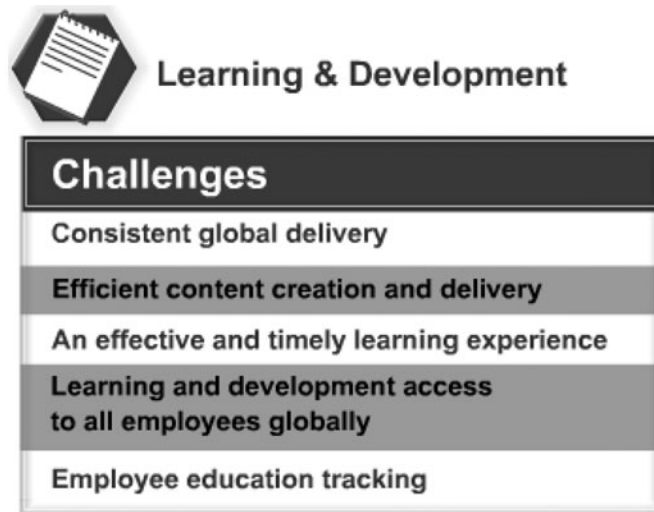 Learning & Development
Challenges
Consistent global delivery
Efficient content creation and delivery
An effective and timely learning experience
Learning and development access
to all employees globally
Employee education tracking